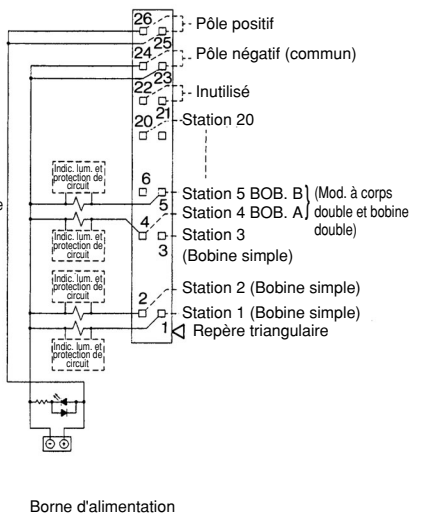 26
Pôle positif
25
24
Pôle négatif (commun)
23
22
Inutilisé
21
20
Station 20
6
Indic. lum. et
protection de
circuit
Station 5 BOB. B
(Mod. à corps
5
e
Station 4 BOB. A
double et bobine
double)
4
Indic. lum. et
protection de
circuit
Station 3
3
(Bobine simple)
Indic. lum. et
protection de
circuit
2
Station 2 (Bobine simple)
Station 1 (Bobine simple)
1
Repère triangulaire
Indic. lum. et
protection de
circuit
Borne d'alimentation